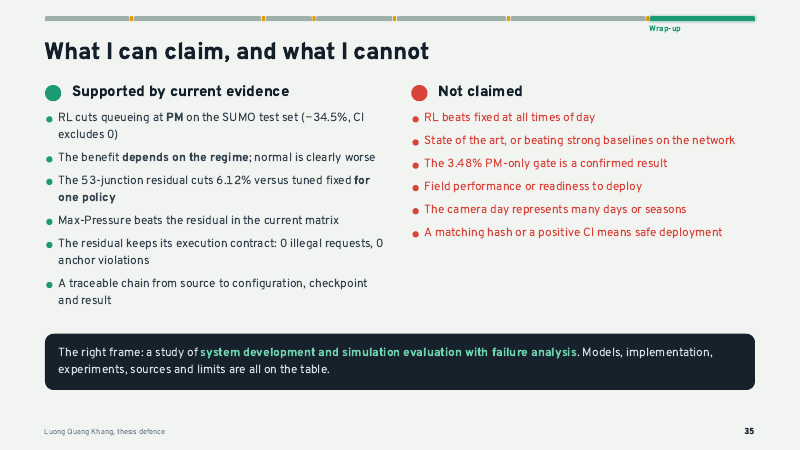 Wrap-up
What I can claim, and what I cannot
Supported by current evidence
RL cuts queueing at PM on the SUMO test set (−34.5%, CI
excludes 0)
The benefit depends on the regime; normal is clearly worse
The 53-junction residual cuts 6.12% versus tuned fixed for
one policy
Max-Pressure beats the residual in the current matrix
The residual keeps its execution contract: 0 illegal requests, 0
anchor violations
A traceable chain from source to configuration, checkpoint
and result
Not claimed
RL beats fixed at all times of day
State of the art, or beating strong baselines on the network
The 3.48% PM-only gate is a confirmed result
Field performance or readiness to deploy
The camera day represents many days or seasons
A matching hash or a positive CI means safe deployment
The right frame: a study of system development and simulation evaluation with failure analysis. Models, implementation,
experiments, sources and limits are all on the table.
Luong Quang Khang, thesis defence
35